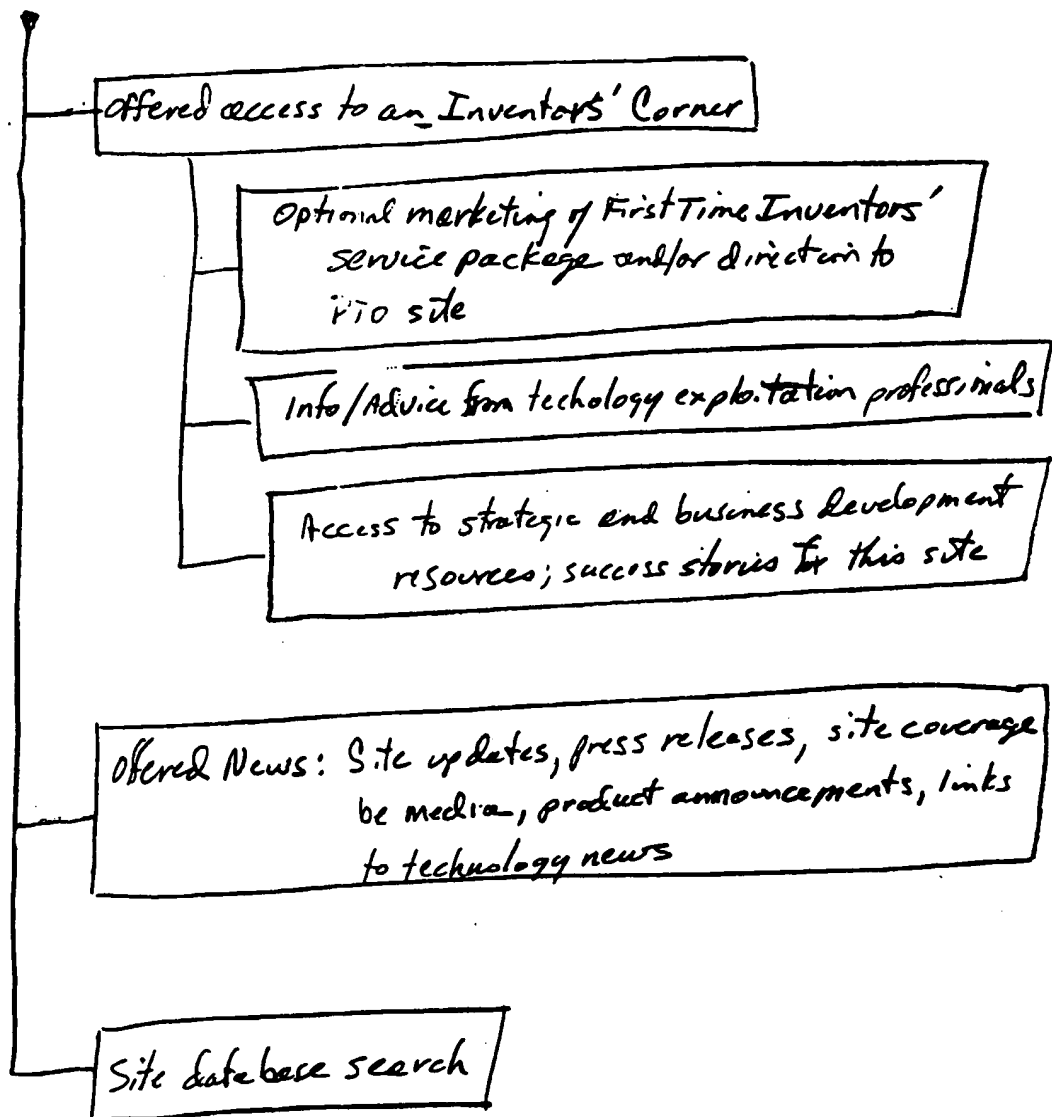 Offered access to an Inventors' Corner
Optional marketing of First Time Inventors'
service package and/or direction to
PTO site
Info/Advice from techology exploitation professionals
Access to strategic and business development
resources; success stories for this site
Offered News: Site updates, press releases, site coverage
be media, product announcements, links
to technology news
Site database search